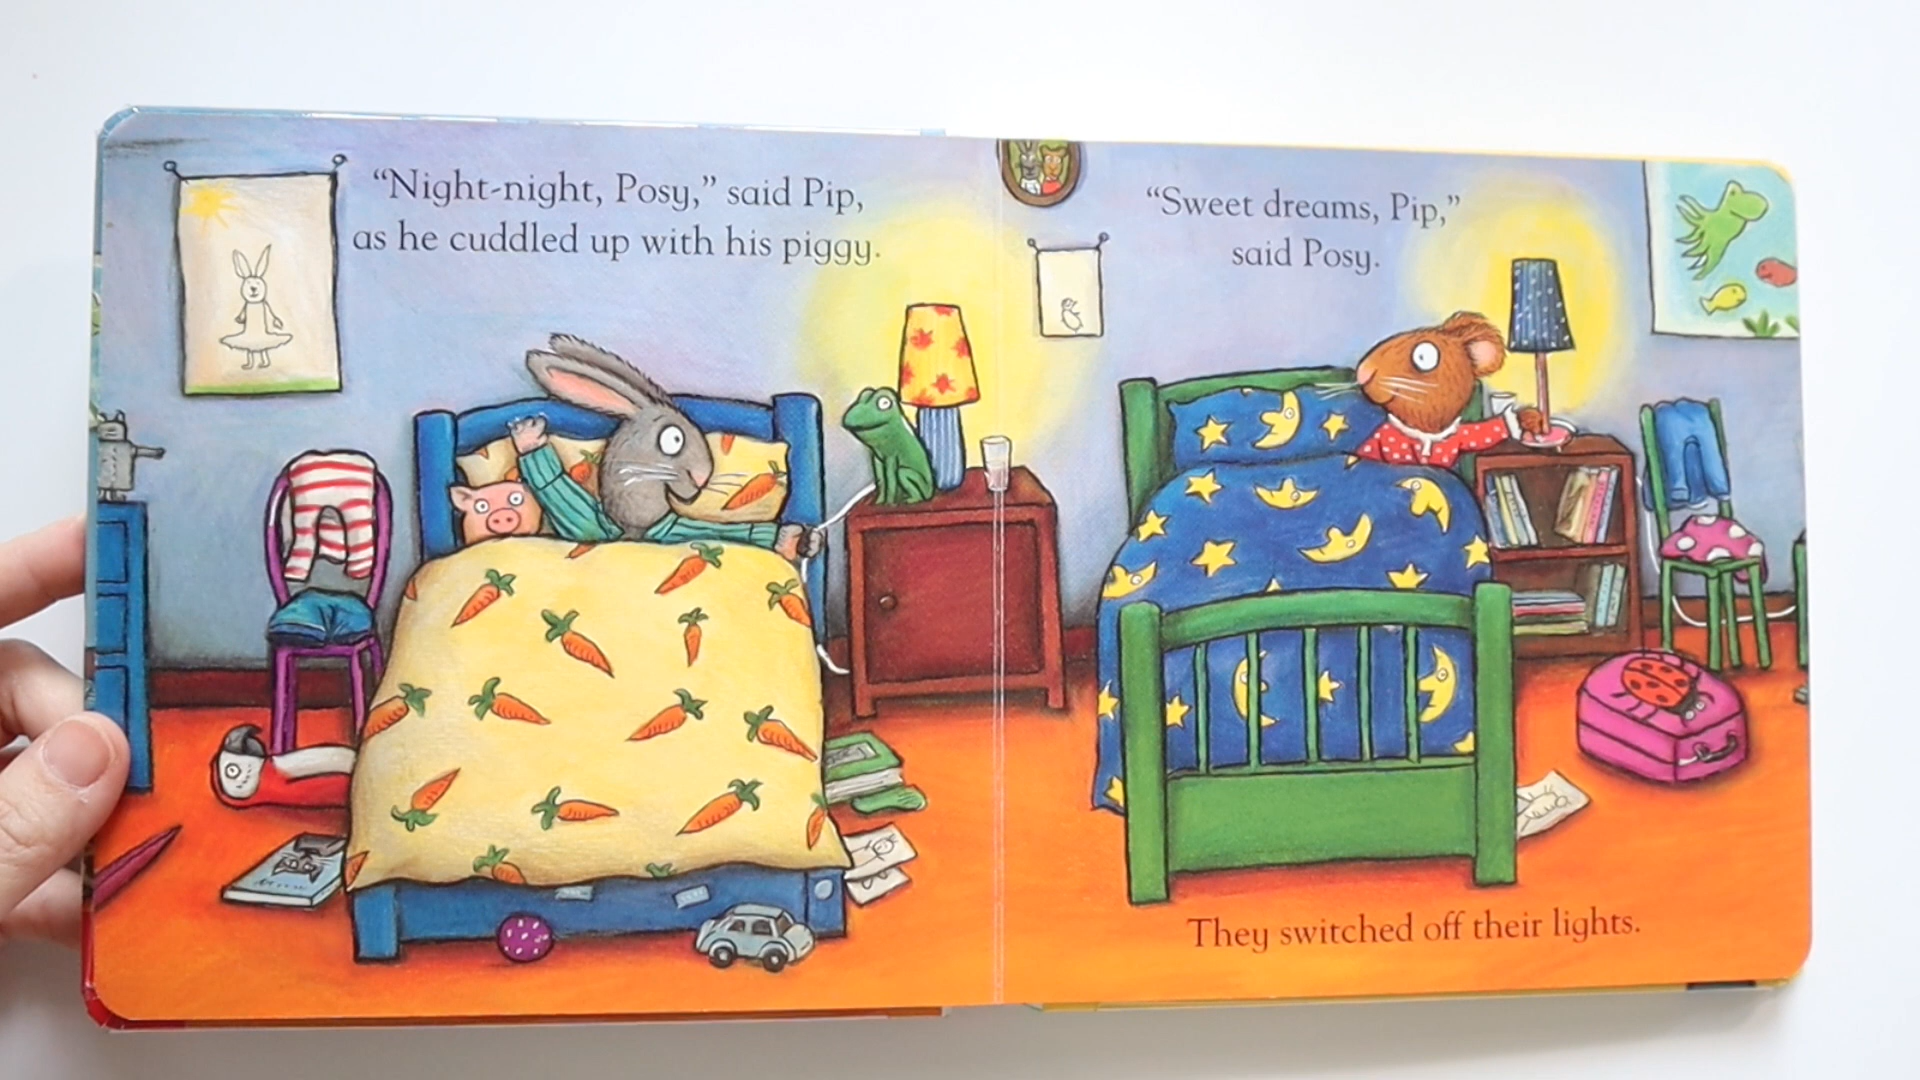 “Night-night, Posy,” said Pip,
as he cuddled up with his piggy.
“Sweet dreams, Pip,”
said Posy.
They switched off their lights.